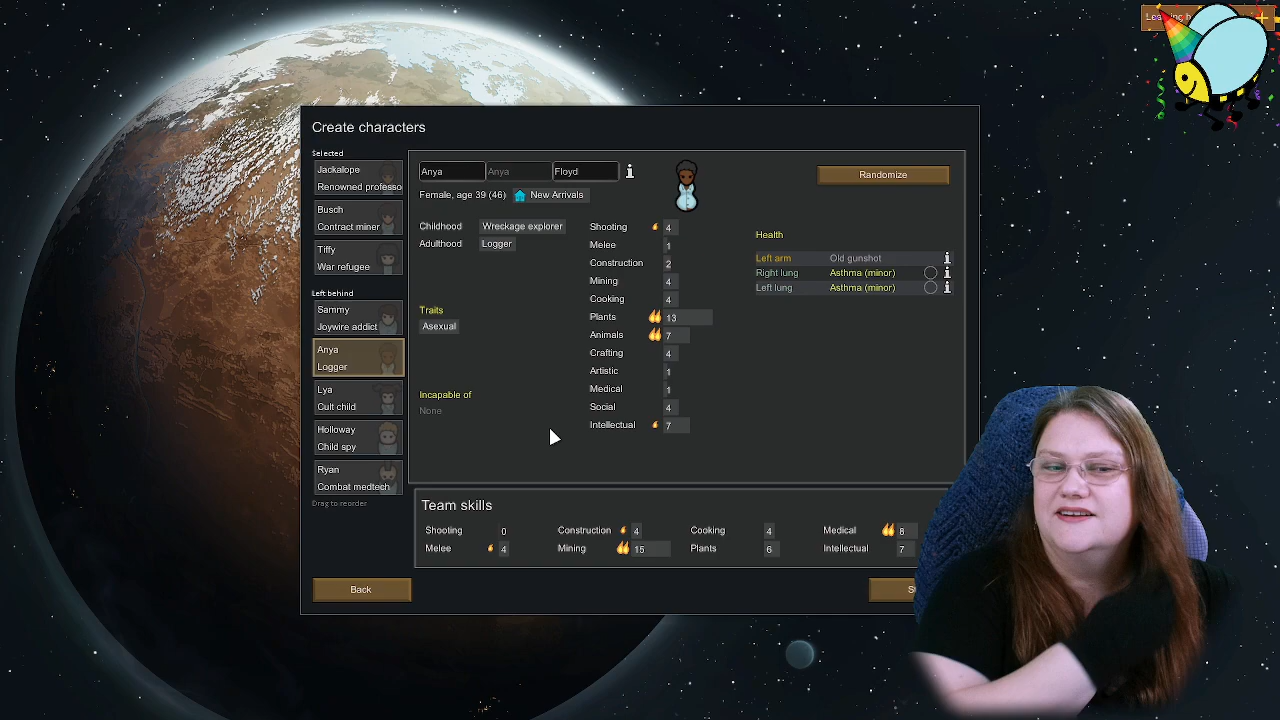 Create characters
Selected
Jackalope
Renowned professo
Busch
Contract miner
Tiffy
War refugee
Left behind
Sammy
Joywire addict
Anya
Logger
Lya
Cult child
Holloway
Child spy
Ryan
Combat medtech
Drag to reorder
Anya Anya Floyd
Randomize
Female, age 39 (46) New Arrivals
Childhood Wreckage explorer
Adulthood Logger
Traits
Asexual
Incapable of
None
Shooting 4
Melee 1
Construction 2
Mining 4
Cooking 4
Plants 13
Animals 7
Crafting 4
Artistic 1
Medical 1
Social 4
Intellectual 7
Health
Left arm Old gunshot
Right lung Asthma (minor)
Left lung Asthma (minor)
Team skills
Shooting 0 Construction 4 Cooking 4 Medical 8
Melee 4 Mining 15 Plants 6 Intellectual 7
Back